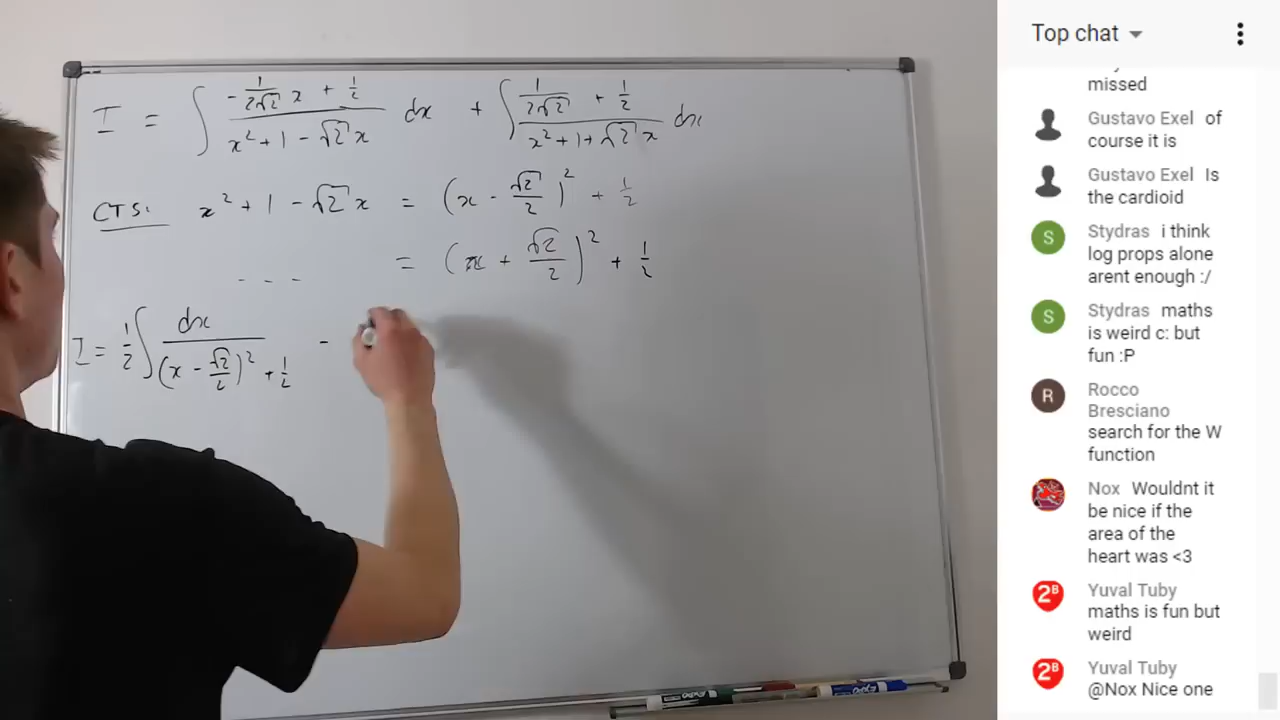 I = ∫ (-1/(2√2) x + 1/2)/(x² + 1 - √2 x) dx + ∫ (1/(2√2) + 1/2)/(x² + 1 + √2 x) dx
CTS: x² + 1 - √2 x = (x - √2/2)² + 1/2
- - - = (x + √2/2)² + 1/2
I = 1/2 ∫ dx/((x - √2/2)² + 1/2) -
Top chat
missed
Gustavo Exel of
course it is
Gustavo Exel Is
the cardioid
S
Stydras i think
log props alone
arent enough :/
S
Stydras maths
is weird c: but
fun :P
R
Rocco
Bresciano
search for the W
function
Nox Wouldnt it
be nice if the
area of the
heart was <3
2B
Yuval Tuby
maths is fun but
weird
2B
Yuval Tuby
@Nox Nice one
EXPO